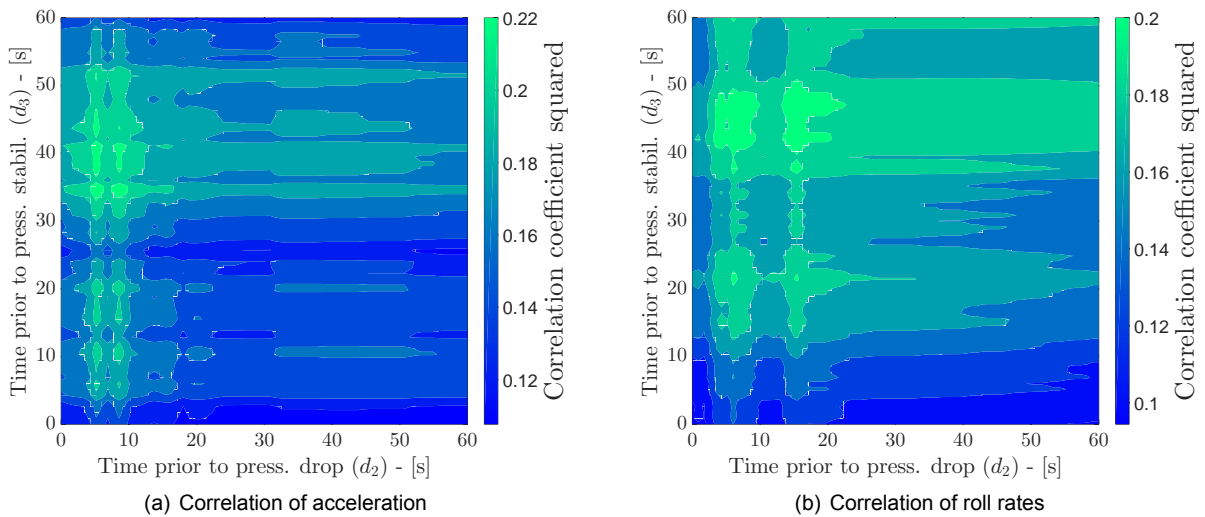 60
50
40
30
20
10
0
0 10 20 30 40 50 60
Time prior to press. stabil. (d3) - [s]
Time prior to press. drop (d2) - [s]
0.22
0.2
0.18
0.16
0.14
0.12
Correlation coefficient squared
(a) Correlation of acceleration
60
50
40
30
20
10
0
0 10 20 30 40 50 60
Time prior to press. stabil. (d3) - [s]
Time prior to press. drop (d2) - [s]
0.2
0.18
0.16
0.14
0.12
0.1
Correlation coefficient squared
(b) Correlation of roll rates